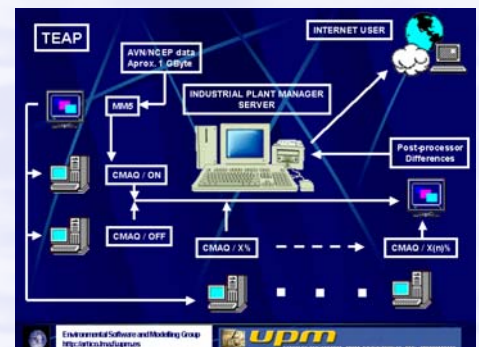 TEAP
INTERNET USER
AVN/NCEP data
Aprox. 1 GByte
INDUSTRIAL PLANT MANAGER
SERVER
MM5
Post-processor
Differences
CMAQ / ON
CMAQ / OFF
CMAQ / X%
CMAQ / X(n)%
Environmental Software and Modelling Group
upm